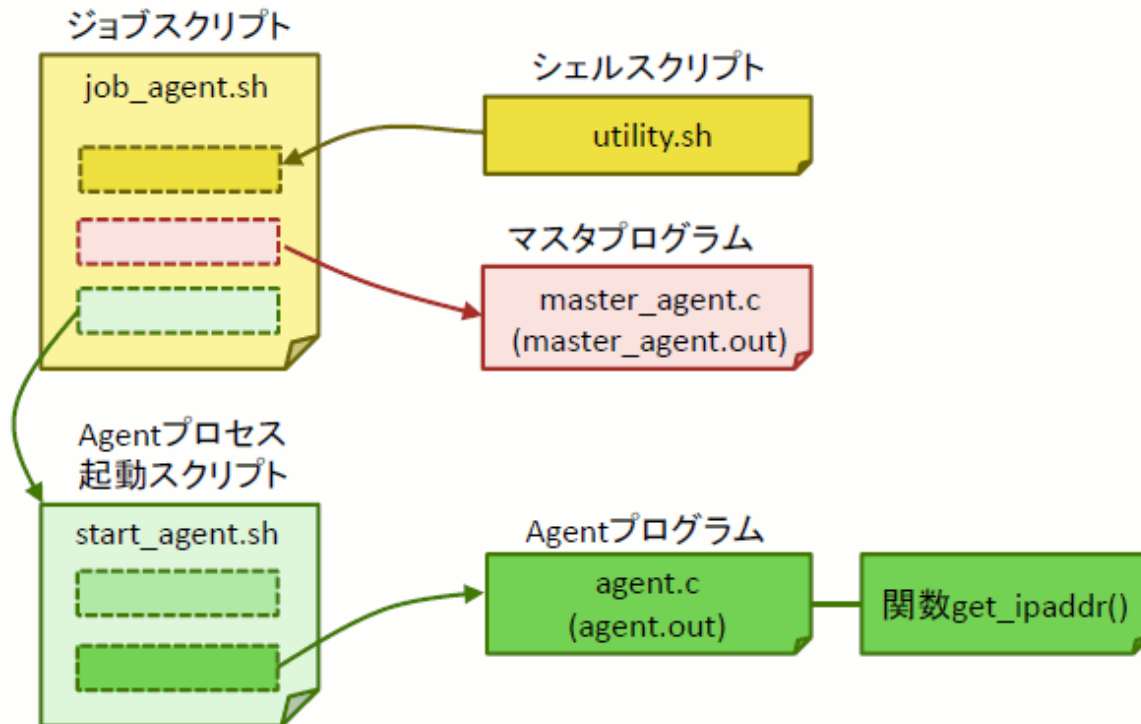 ジョブスクリプト
job_agent.sh
シェルスクリプト
utility.sh
マスタプログラム
master_agent.c
(master_agent.out)
Agentプロセス
起動スクリプト
start_agent.sh
Agentプログラム
agent.c
(agent.out)
関数get_ipaddr()